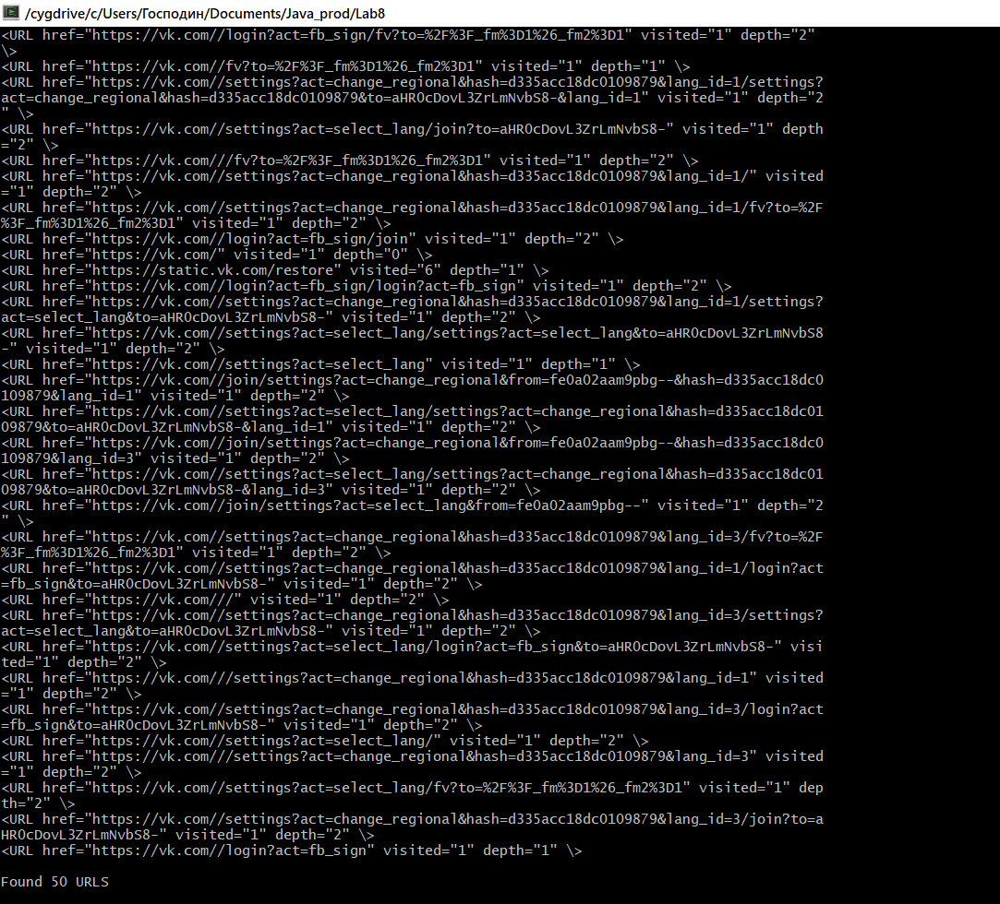 /cygdrive/c/Users/Господин/Documents/Java_prod/Lab8
<URL href="https://vk.com//login?act=fb_sign/fv?to=%2F%3F_fm%3D1%26_fm2%3D1" visited="1" depth="2"
\>
<URL href="https://vk.com//fv?to=%2F%3F_fm%3D1%26_fm2%3D1" visited="1" depth="1" \>
<URL href="https://vk.com//settings?act=change_regional&hash=d335acc18dc0109879&lang_id=1/settings?
act=change_regional&hash=d335acc18dc0109879&to=aHR0cDovL3ZrLmNvbS8-&lang_id=1" visited="1" depth="2
" \>
<URL href="https://vk.com//settings?act=select_lang/join?to=aHR0cDovL3ZrLmNvbS8-" visited="1" depth
="2" \>
<URL href="https://vk.com///fv?to=%2F%3F_fm%3D1%26_fm2%3D1" visited="1" depth="2" \>
<URL href="https://vk.com//settings?act=change_regional&hash=d335acc18dc0109879&lang_id=1/" visited
="1" depth="2" \>
<URL href="https://vk.com//settings?act=change_regional&hash=d335acc18dc0109879&lang_id=1/fv?to=%2F
%3F_fm%3D1%26_fm2%3D1" visited="1" depth="2" \>
<URL href="https://vk.com//login?act=fb_sign/join" visited="1" depth="2" \>
<URL href="https://vk.com/" visited="1" depth="0" \>
<URL href="https://static.vk.com/restore" visited="6" depth="1" \>
<URL href="https://vk.com//login?act=fb_sign/login?act=fb_sign" visited="1" depth="2" \>
<URL href="https://vk.com//settings?act=change_regional&hash=d335acc18dc0109879&lang_id=1/settings?
act=select_lang&to=aHR0cDovL3ZrLmNvbS8-" visited="1" depth="2" \>
<URL href="https://vk.com//settings?act=select_lang/settings?act=select_lang&to=aHR0cDovL3ZrLmNvbS8
-" visited="1" depth="2" \>
<URL href="https://vk.com//settings?act=select_lang" visited="1" depth="1" \>
<URL href="https://vk.com//join/settings?act=change_regional&from=fe0a02aam9pbg--&hash=d335acc18dc0
109879&lang_id=1" visited="1" depth="2" \>
<URL href="https://vk.com//settings?act=select_lang/settings?act=change_regional&hash=d335acc18dc01
09879&to=aHR0cDovL3ZrLmNvbS8-&lang_id=1" visited="1" depth="2" \>
<URL href="https://vk.com//join/settings?act=change_regional&from=fe0a02aam9pbg--&hash=d335acc18dc0
109879&lang_id=3" visited="1" depth="2" \>
<URL href="https://vk.com//settings?act=select_lang/settings?act=change_regional&hash=d335acc18dc01
09879&to=aHR0cDovL3ZrLmNvbS8-&lang_id=3" visited="1" depth="2" \>
<URL href="https://vk.com//join/settings?act=select_lang&from=fe0a02aam9pbg--" visited="1" depth="2
" \>
<URL href="https://vk.com//settings?act=change_regional&hash=d335acc18dc0109879&lang_id=3/fv?to=%2F
%3F_fm%3D1%26_fm2%3D1" visited="1" depth="2" \>
<URL href="https://vk.com//settings?act=change_regional&hash=d335acc18dc0109879&lang_id=1/login?act
=fb_sign&to=aHR0cDovL3ZrLmNvbS8-" visited="1" depth="2" \>
<URL href="https://vk.com///" visited="1" depth="2" \>
<URL href="https://vk.com//settings?act=change_regional&hash=d335acc18dc0109879&lang_id=3/settings?
act=select_lang&to=aHR0cDovL3ZrLmNvbS8-" visited="1" depth="2" \>
<URL href="https://vk.com//settings?act=select_lang/login?act=fb_sign&to=aHR0cDovL3ZrLmNvbS8-" visi
ted="1" depth="2" \>
<URL href="https://vk.com///settings?act=change_regional&hash=d335acc18dc0109879&lang_id=1" visited
="1" depth="2" \>
<URL href="https://vk.com//settings?act=change_regional&hash=d335acc18dc0109879&lang_id=3/login?act
=fb_sign&to=aHR0cDovL3ZrLmNvbS8-" visited="1" depth="2" \>
<URL href="https://vk.com//settings?act=select_lang/" visited="1" depth="2" \>
<URL href="https://vk.com///settings?act=change_regional&hash=d335acc18dc0109879&lang_id=3" visited
="1" depth="2" \>
<URL href="https://vk.com//settings?act=select_lang/fv?to=%2F%3F_fm%3D1%26_fm2%3D1" visited="1" dep
th="2" \>
<URL href="https://vk.com//settings?act=change_regional&hash=d335acc18dc0109879&lang_id=3/join?to=a
HR0cDovL3ZrLmNvbS8-" visited="1" depth="2" \>
<URL href="https://vk.com//login?act=fb_sign" visited="1" depth="1" \>
Found 50 URLS